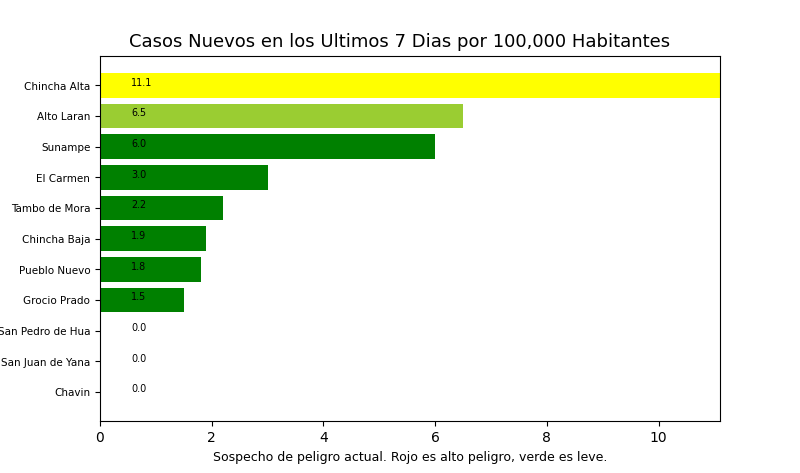 Casos Nuevos en los Ultimos 7 Dias por 100,000 Habitantes
Chincha Alta 11.1
Alto Laran 6.5
Sunampe 6.0
El Carmen 3.0
Tambo de Mora 2.2
Chincha Baja 1.9
Pueblo Nuevo 1.8
Grocio Prado 1.5
San Pedro de Hua 0.0
San Juan de Yana 0.0
Chavin 0.0
0 2 4 6 8 10
Sospecho de peligro actual. Rojo es alto peligro, verde es leve.